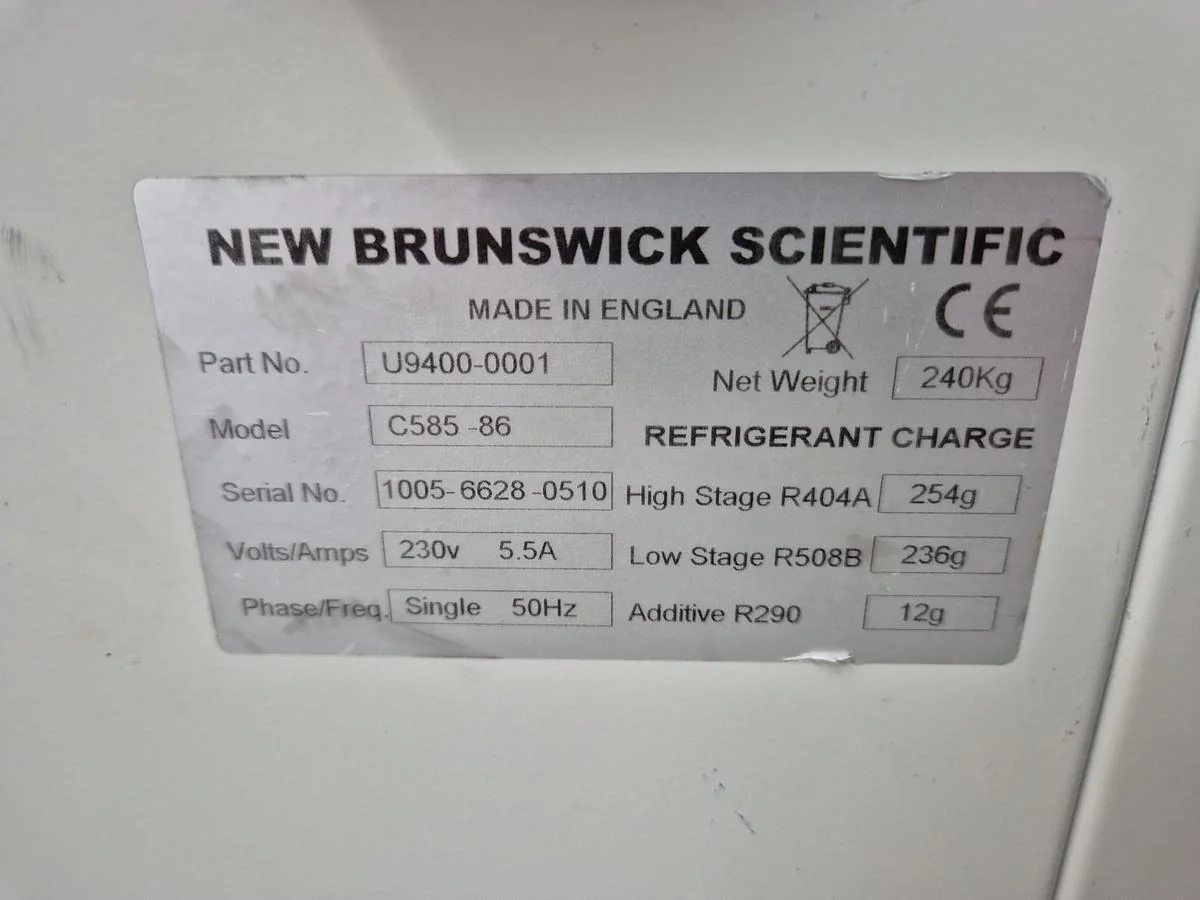 NEW BRUNSWICK SCIENTIFIC
MADE IN ENGLAND
CE
Part No. U9400-0001
Net Weight 240Kg
Model C585 -86
REFRIGERANT CHARGE
Serial No. 1005-6628-0510
High Stage R404A 254g
Volts/Amps 230v 5.5A
Low Stage R508B 236g
Phase/Freq. Single 50Hz
Additive R290 12g